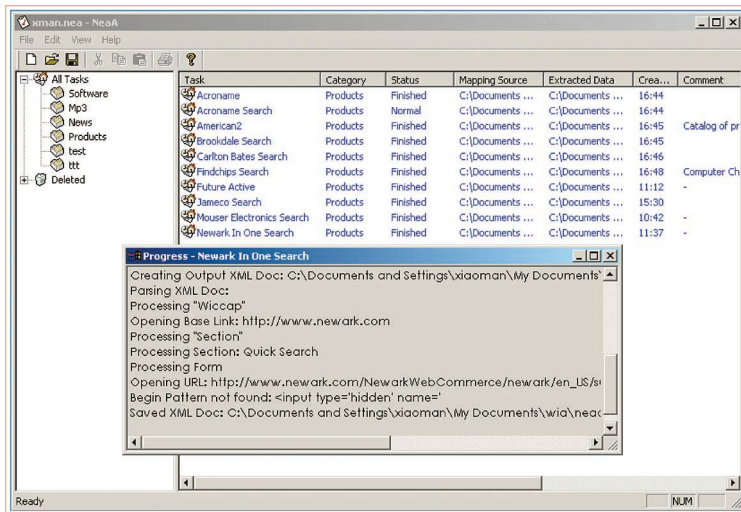 xman.nea - NeaA
File Edit View Help
All Tasks
Software
Mp3
News
Products
test
ttt
Deleted
Task Category Status Mapping Source Extracted Data Crea... Comment
Acroname Products Finished C:\Documents ... C:\Documents ... 16:44
Acroname Search Products Normal C:\Documents ... C:\Documents ... 16:44
American2 Products Finished C:\Documents ... C:\Documents ... 16:45 Catalog of pr
Brookdale Search Products Finished C:\Documents ... C:\Documents ... 16:45
Carlton Bates Search Products Finished C:\Documents ... C:\Documents ... 16:46
Findchips Search Products Finished C:\Documents ... C:\Documents ... 16:48 Computer Ch
Future Active Products Finished C:\Documents ... C:\Documents ... 11:12 -
Jameco Search Products Finished C:\Documents ... C:\Documents ... 15:30
Mouser Electronics Search Products Finished C:\Documents ... C:\Documents ... 10:42 -
Newark In One Search Products Finished C:\Documents ... C:\Documents ... 11:37 -
Progress - Newark In One Search
Creating Output XML Doc: C:\Documents and Settings\xiaoman\My Documents\
Parsing XML Doc:
Processing "Wiccap"
Opening Base Link: http://www.newark.com
Processing "Section"
Processing Section: Quick Search
Processing Form
Opening URL: http://www.newark.com/NewarkWebCommerce/newark/en_US/su
Begin Pattern not found: <input type='hidden' name='
Saved XML Doc: C:\Documents and Settings\xiaoman\My Documents\wia\neac
Ready
NUM